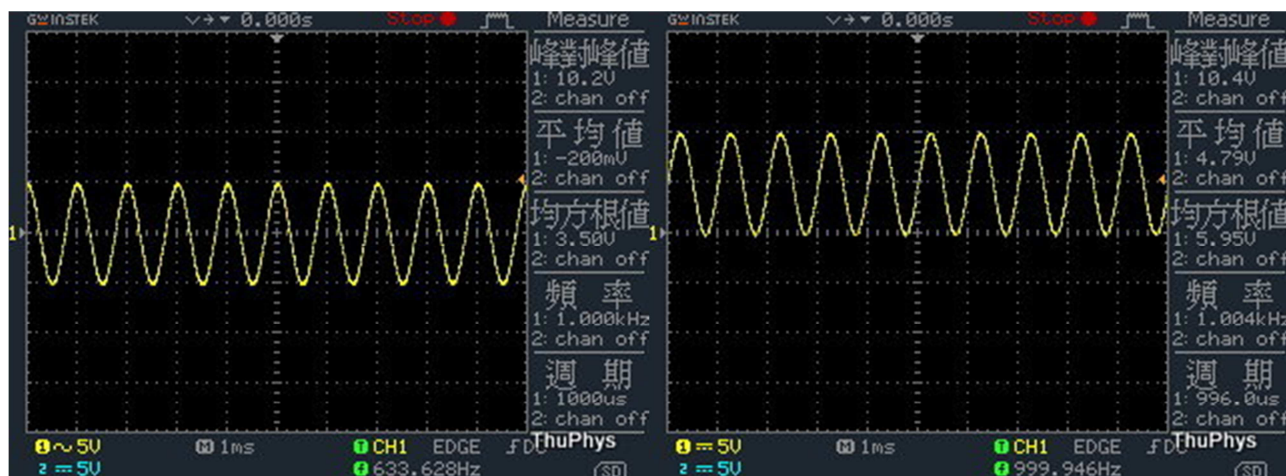 GWINSTEK 0.000s Stop Measure
峰對峰值
1: 10.2V
2: chan off
平均值
1: -200mV
2: chan off
均方根值
1: 3.50V
2: chan off
頻率
1: 1.000kHz
2: chan off
週期
1: 1000us
2: chan off
1
1 ~ 5V M 1ms T CH1 EDGE DC ThuPhys
2 5V f 633.628Hz SD
GWINSTEK 0.000s Stop Measure
峰對峰值
1: 10.4V
2: chan off
平均值
1: 4.79V
2: chan off
均方根值
1: 5.95V
2: chan off
頻率
1: 1.004kHz
2: chan off
週期
1: 996.0us
2: chan off
1
1 5V M 1ms T CH1 EDGE ThuPhys
2 5V f 999.946Hz SD